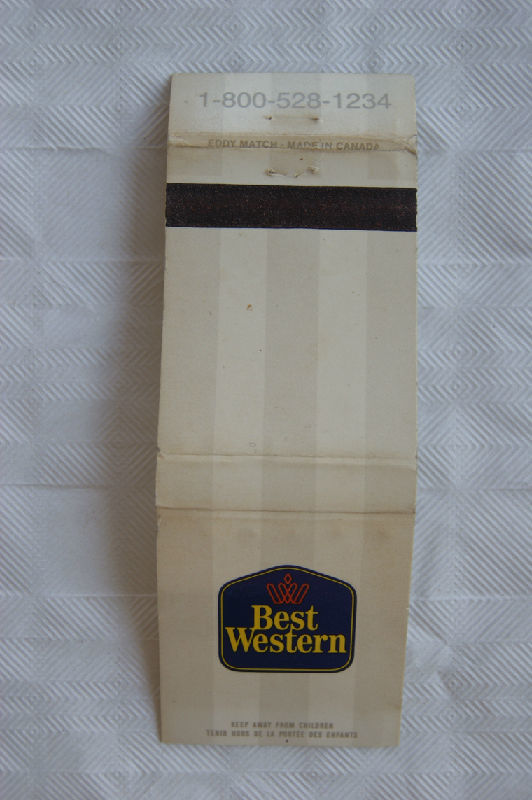 1-800-528-1234
EDDY MATCH - MADE IN CANADA
Best
Western
KEEP AWAY FROM CHILDREN
TENIR HORS DE LA PORTÉE DES ENFANTS